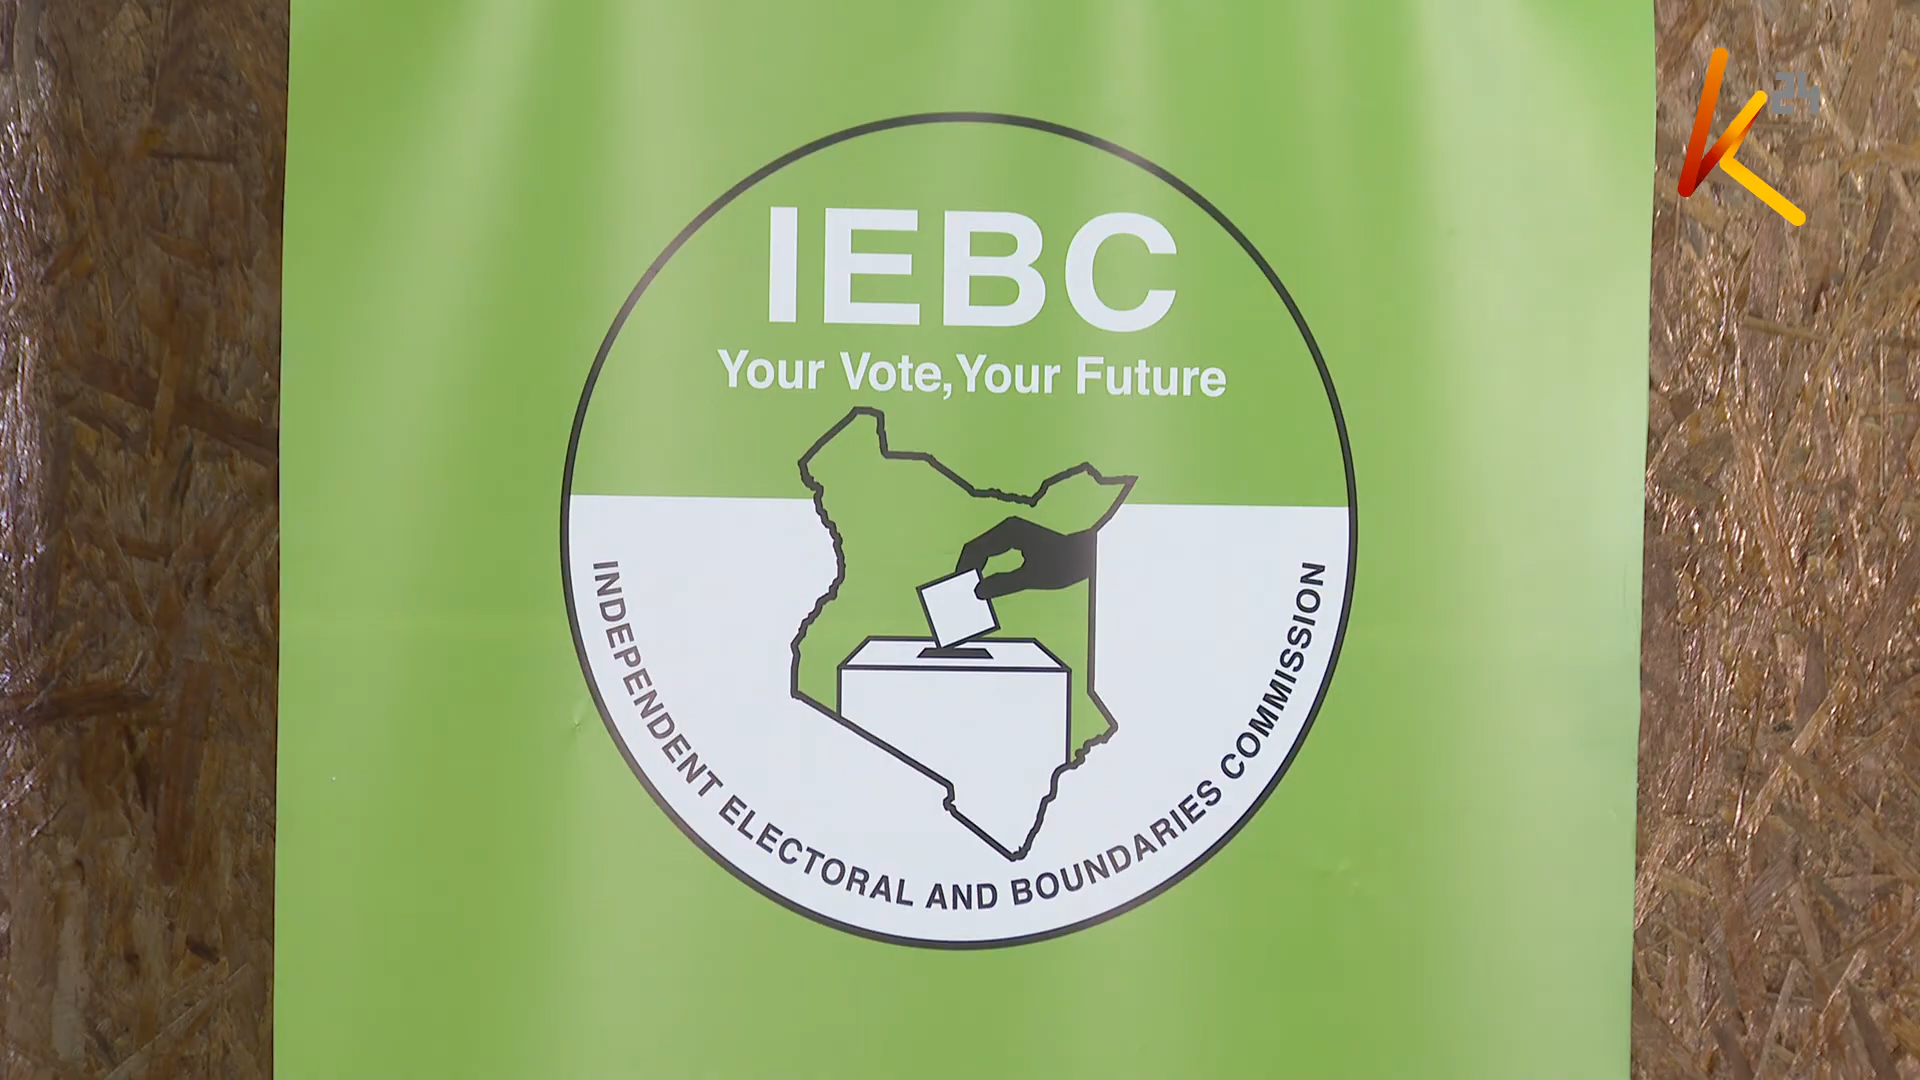 IEBC
Your Vote, Your Future
INDEPENDENT ELECTORAL AND BOUNDARIES COMMISSION
K24